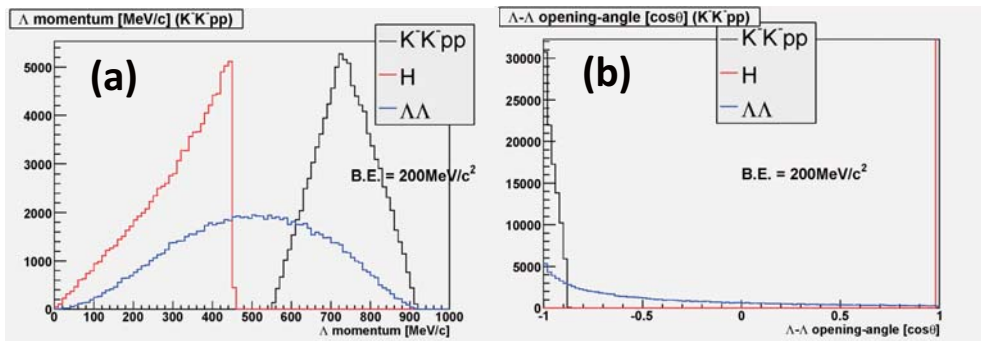 Λ momentum [MeV/c] (K⁻K⁻pp)
K⁻K⁻pp
H
ΛΛ
(a)
B.E. = 200MeV/c²
5000
4000
3000
2000
1000
0
0 100 200 300 400 500 600 700 800 900 1000
Λ momentum [MeV/c]
Λ-Λ opening-angle [cosθ] (K⁻K⁻pp)
K⁻K⁻pp
H
ΛΛ
(b)
B.E. = 200MeV/c²
30000
25000
20000
15000
10000
5000
0
-1 -0.5 0 0.5 1
Λ-Λ opening-angle [cosθ]